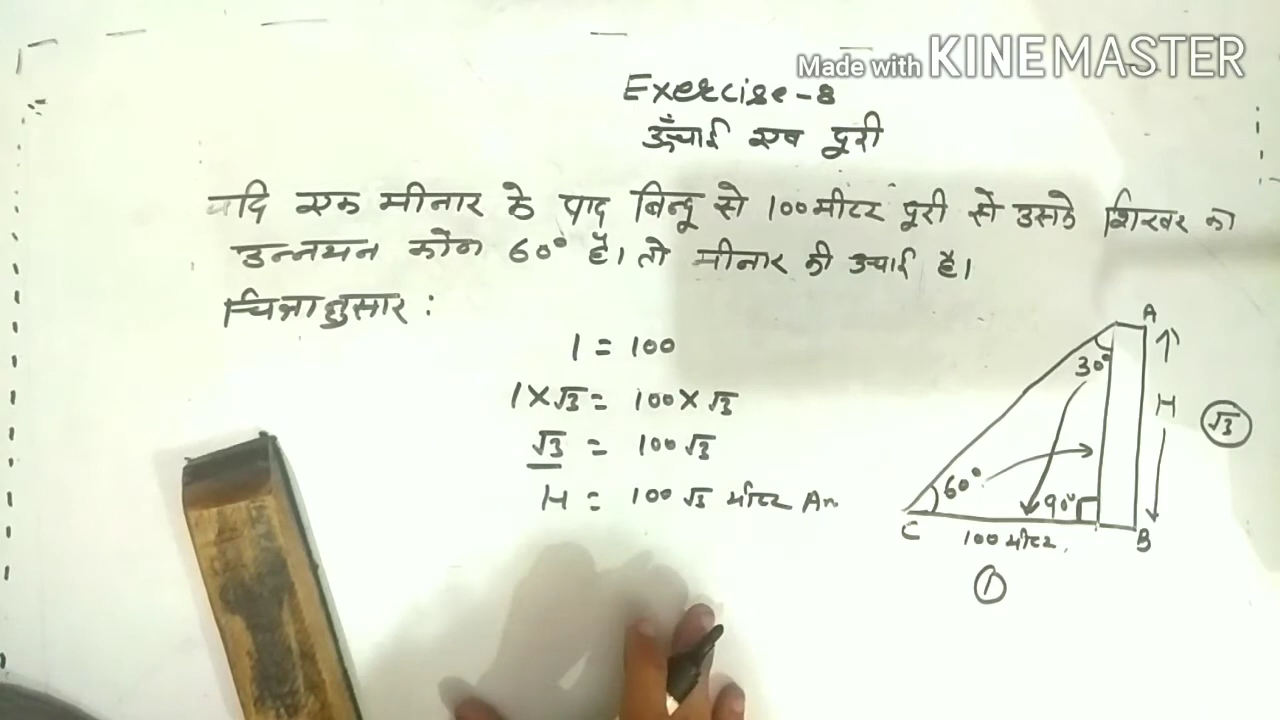 Made with KINEMASTER
Exercise-8
ऊँचाई एव दूरी
यदि एक मीनार के पाद बिन्दू से 100 मीटर दूरी से उसके शिखर का
उन्नयन कोण 60° है। तो मीनार की उचाई है।
चित्रानुसार :
1 = 100
1 × √3 = 100 × √3
√3 = 100 √3
H = 100 √3 मीटर An
A
30°
H
√3
60°
90°
C
100 मीटर
B
1